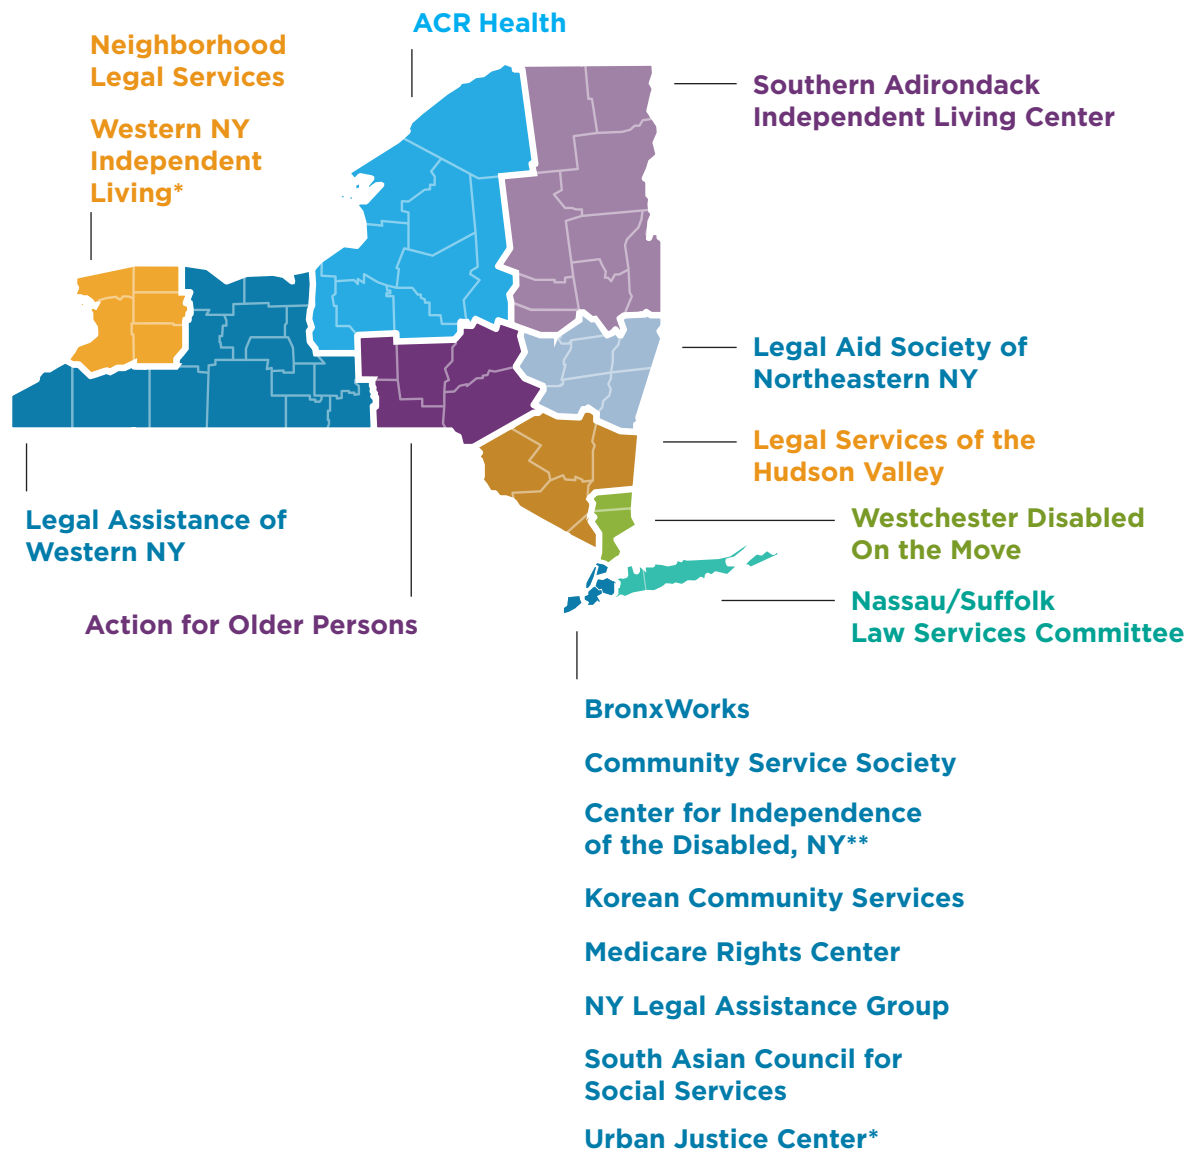 ACR Health
Neighborhood
Legal Services
Western NY
Independent
Living*
Southern Adirondack
Independent Living Center
Legal Aid Society of
Northeastern NY
Legal Services of the
Hudson Valley
Legal Assistance of
Western NY
Westchester Disabled
On the Move
Action for Older Persons
Nassau/Suffolk
Law Services Committee
BronxWorks
Community Service Society
Center for Independence
of the Disabled, NY**
Korean Community Services
Medicare Rights Center
NY Legal Assistance Group
South Asian Council for
Social Services
Urban Justice Center*